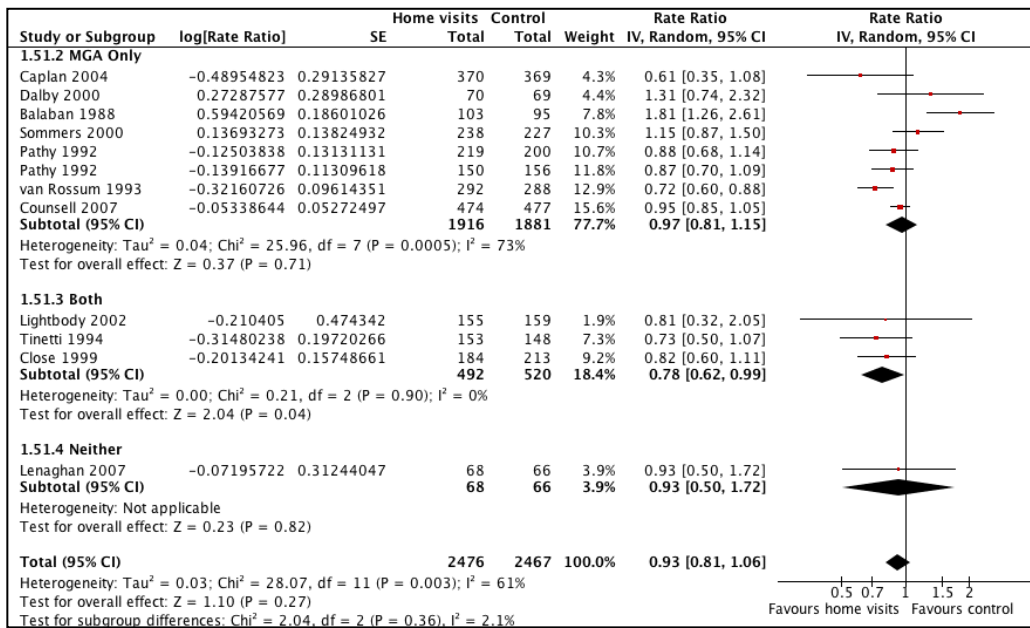 Home visits Control Rate Ratio Rate Ratio
Study or Subgroup log[Rate Ratio] SE Total Total Weight IV, Random, 95% CI IV, Random, 95% CI
1.51.2 MGA Only
Caplan 2004 -0.48954823 0.29135827 370 369 4.3% 0.61 [0.35, 1.08]
Dalby 2000 0.27287577 0.28986801 70 69 4.4% 1.31 [0.74, 2.32]
Balaban 1988 0.59420569 0.18601026 103 95 7.8% 1.81 [1.26, 2.61]
Sommers 2000 0.13693273 0.13824932 238 227 10.3% 1.15 [0.87, 1.50]
Pathy 1992 -0.12503838 0.13131131 219 200 10.7% 0.88 [0.68, 1.14]
Pathy 1992 -0.13916677 0.11309618 150 156 11.8% 0.87 [0.70, 1.09]
van Rossum 1993 -0.32160726 0.09614351 292 288 12.9% 0.72 [0.60, 0.88]
Counsell 2007 -0.05338644 0.05272497 474 477 15.6% 0.95 [0.85, 1.05]
Subtotal (95% CI) 1916 1881 77.7% 0.97 [0.81, 1.15]
Heterogeneity: Tau² = 0.04; Chi² = 25.96, df = 7 (P = 0.0005); I² = 73%
Test for overall effect: Z = 0.37 (P = 0.71)
1.51.3 Both
Lightbody 2002 -0.210405 0.474342 155 159 1.9% 0.81 [0.32, 2.05]
Tinetti 1994 -0.31480238 0.19720266 153 148 7.3% 0.73 [0.50, 1.07]
Close 1999 -0.20134241 0.15748661 184 213 9.2% 0.82 [0.60, 1.11]
Subtotal (95% CI) 492 520 18.4% 0.78 [0.62, 0.99]
Heterogeneity: Tau² = 0.00; Chi² = 0.21, df = 2 (P = 0.90); I² = 0%
Test for overall effect: Z = 2.04 (P = 0.04)
1.51.4 Neither
Lenaghan 2007 -0.07195722 0.31244047 68 66 3.9% 0.93 [0.50, 1.72]
Subtotal (95% CI) 68 66 3.9% 0.93 [0.50, 1.72]
Heterogeneity: Not applicable
Test for overall effect: Z = 0.23 (P = 0.82)
Total (95% CI) 2476 2467 100.0% 0.93 [0.81, 1.06]
Heterogeneity: Tau² = 0.03; Chi² = 28.07, df = 11 (P = 0.003); I² = 61%
Test for overall effect: Z = 1.10 (P = 0.27)
Test for subgroup differences: Chi² = 2.04, df = 2 (P = 0.36), I² = 2.1%
0.5 0.7 1 1.5 2
Favours home visits Favours control